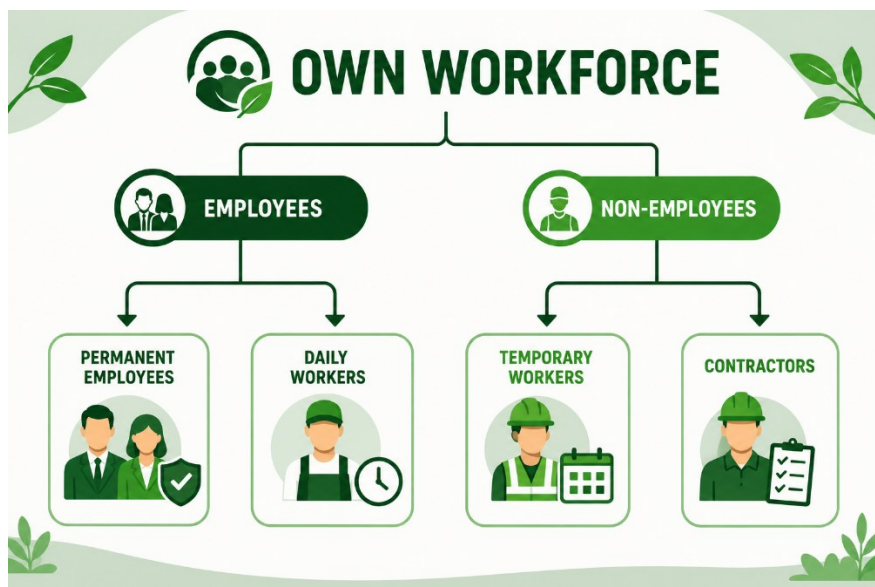 OWN WORKFORCE
EMPLOYEES
NON-EMPLOYEES
PERMANENT
EMPLOYEES
DAILY
WORKERS
TEMPORARY
WORKERS
CONTRACTORS